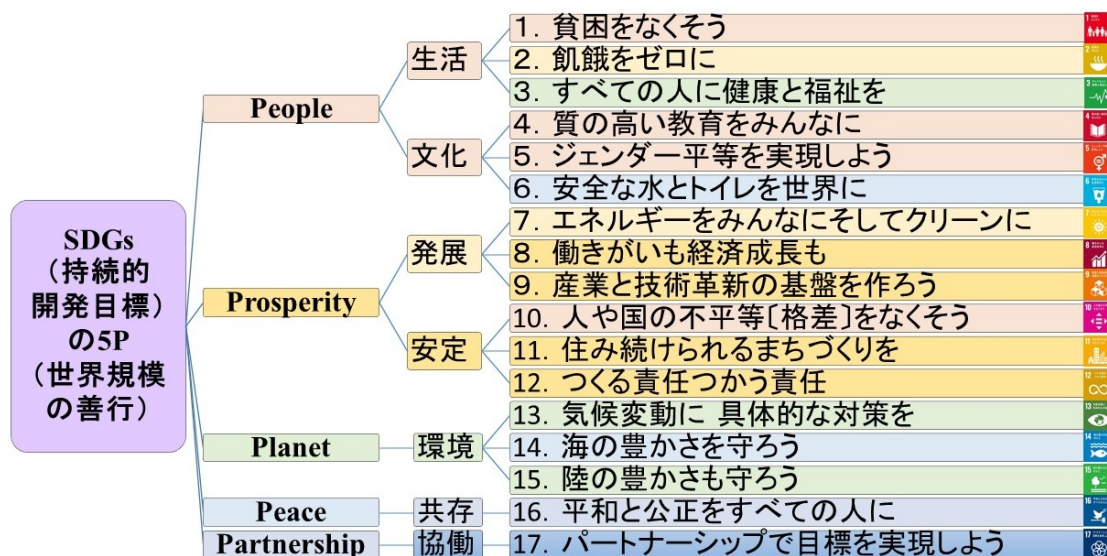 SDGs
（持続的
開発目標）
の5P
（世界規模
の善行）
People
生活
1. 貧困をなくそう
2. 飢餓をゼロに
3. すべての人に健康と福祉を
文化
4. 質の高い教育をみんなに
5. ジェンダー平等を実現しよう
6. 安全な水とトイレを世界に
Prosperity
発展
7. エネルギーをみんなにそしてクリーンに
8. 働きがいも経済成長も
9. 産業と技術革新の基盤を作ろう
安定
10. 人や国の不平等〔格差〕をなくそう
11. 住み続けられるまちづくりを
12. つくる責任つかう責任
Planet
環境
13. 気候変動に 具体的な対策を
14. 海の豊かさを守ろう
15. 陸の豊かさも守ろう
Peace
共存
16. 平和と公正をすべての人に
Partnership
協働
17. パートナーシップで目標を実現しよう